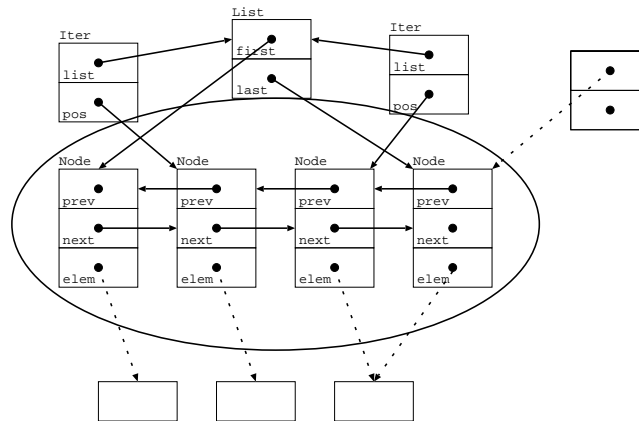 List
Iter
Iter
first
list
list
last
pos
pos
Node
Node
Node
Node
prev
prev
prev
prev
next
next
next
next
elem
elem
elem
elem